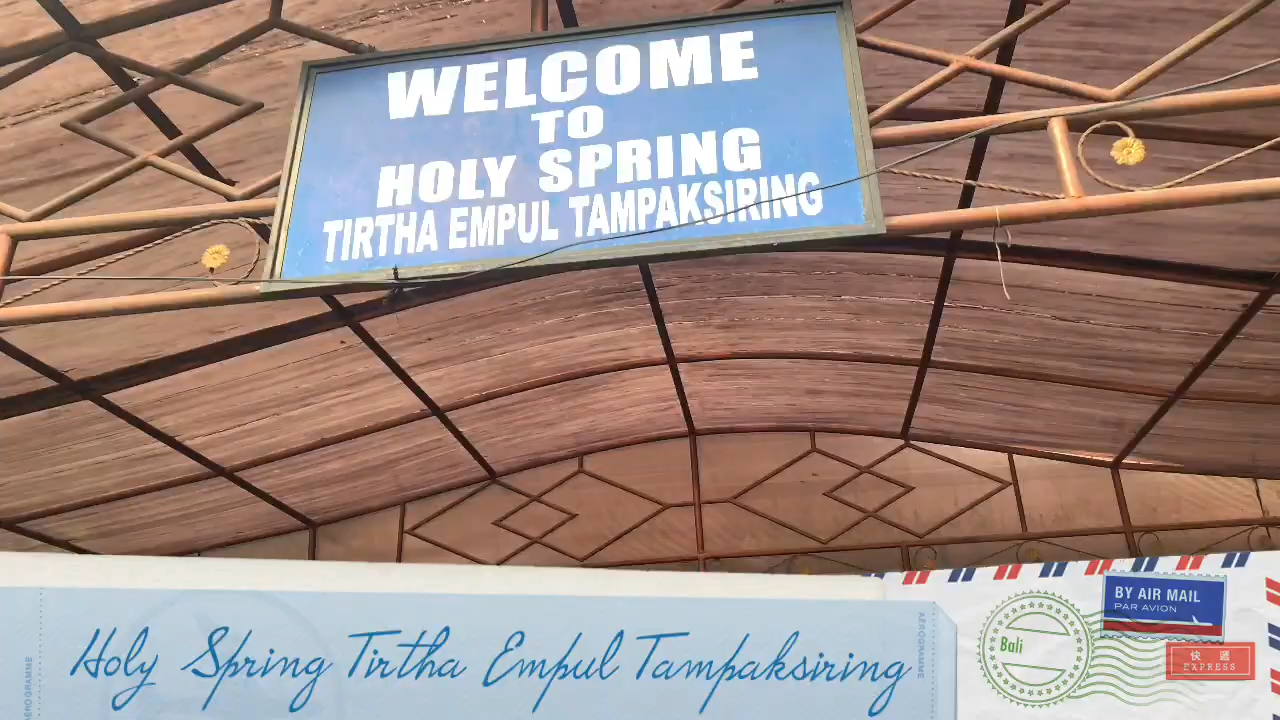 WELCOME
TO
HOLY SPRING
TIRTHA EMPUL TAMPAKSIRING
Holy Spring Tirtha Empul Tampaksiring
AEROGRAMME
AEROGRAMME
Bali
BY AIR MAIL
PAR AVION
快 遞
EXPRESS